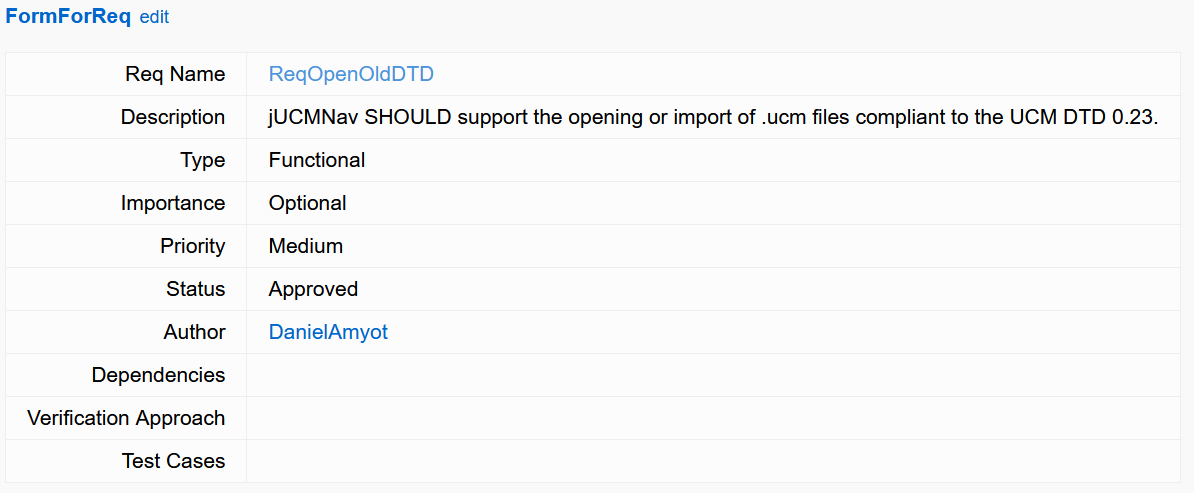 FormForReq edit
Req Name ReqOpenOldDTD
Description jUCMNav SHOULD support the opening or import of .ucm files compliant to the UCM DTD 0.23.
Type Functional
Importance Optional
Priority Medium
Status Approved
Author DanielAmyot
Dependencies
Verification Approach
Test Cases